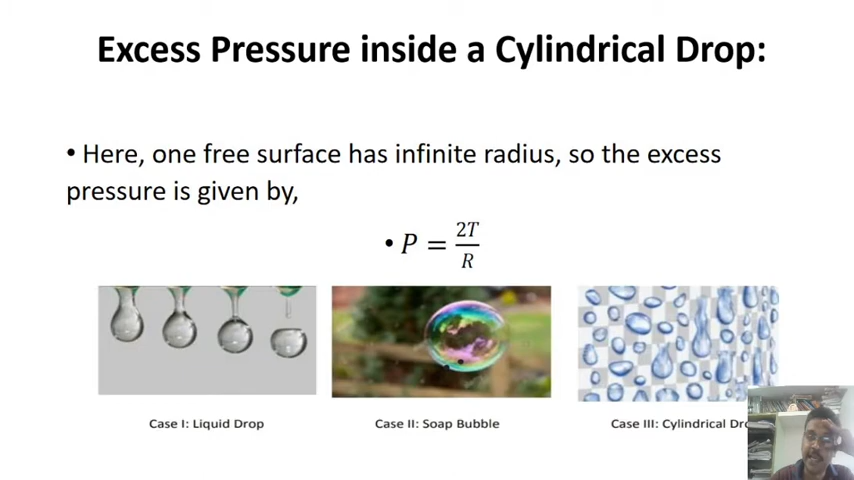 Excess Pressure inside a Cylindrical Drop:
• Here, one free surface has infinite radius, so the excess
pressure is given by,
• P = 2T/R
Case I: Liquid Drop
Case II: Soap Bubble
Case III: Cylindrical